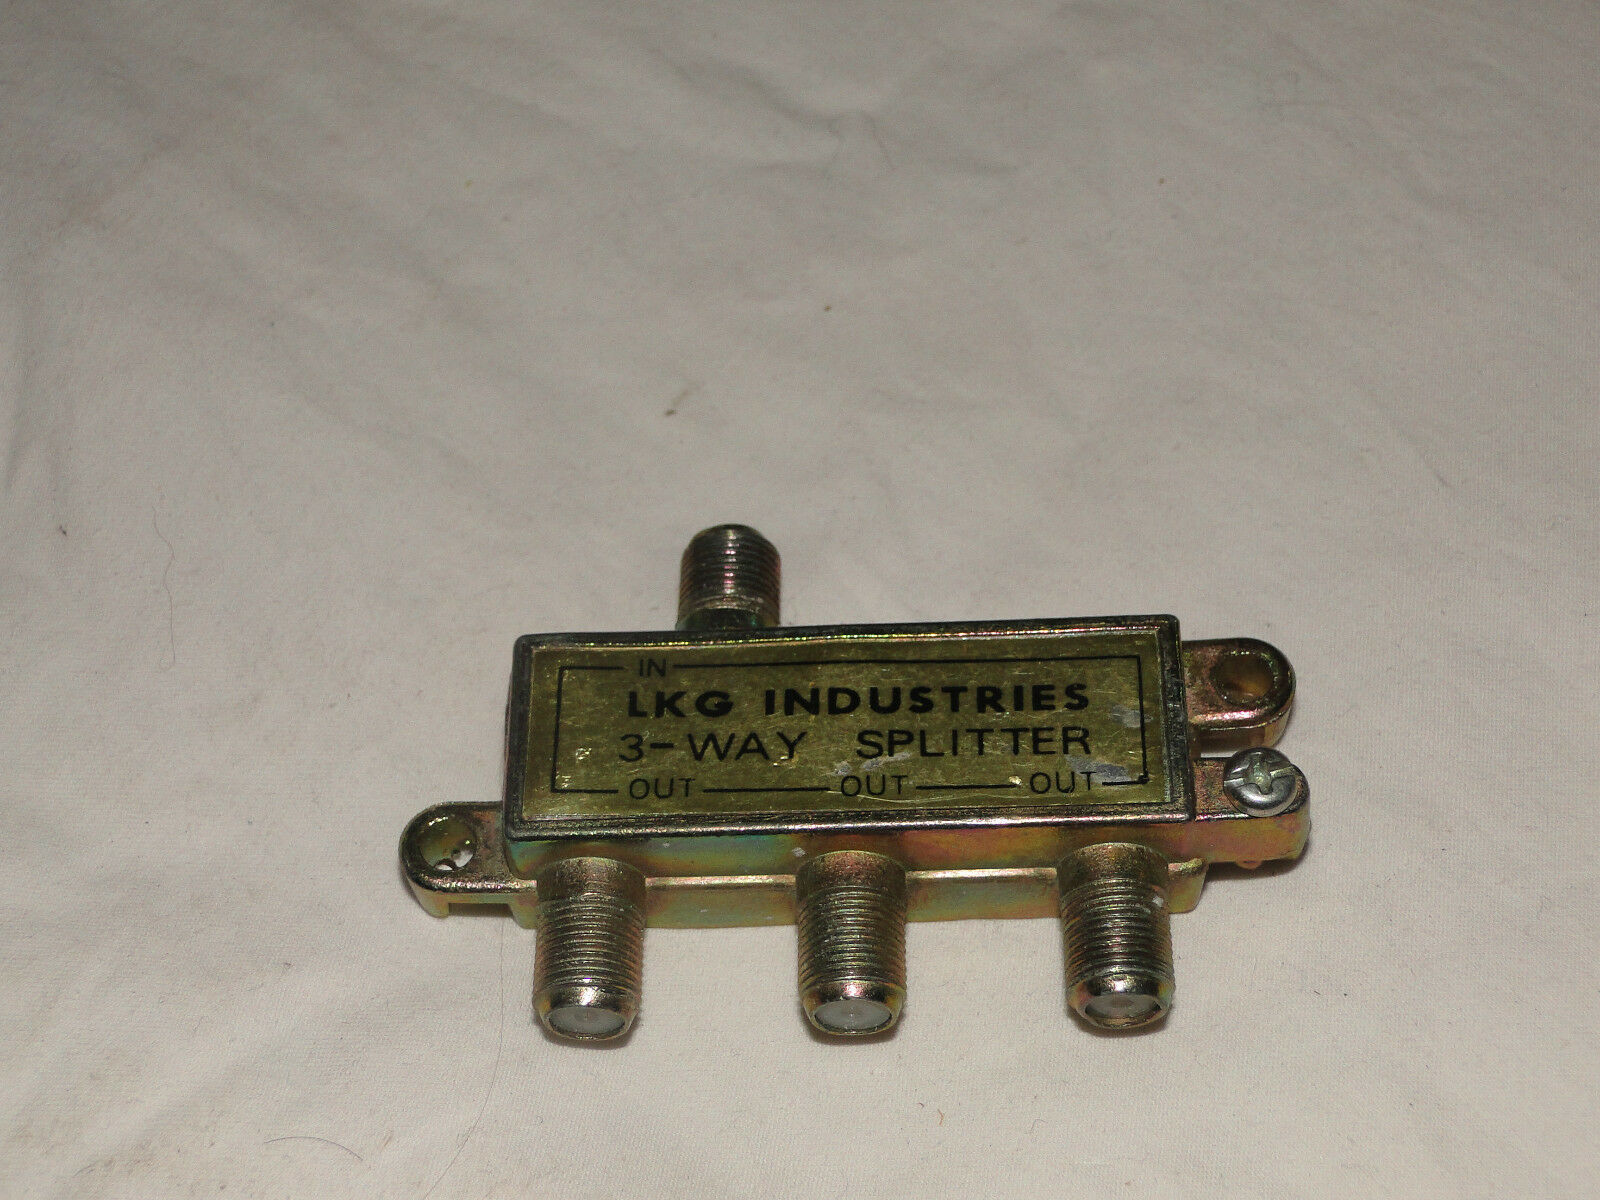 IN
LKG INDUSTRIES
3-WAY SPLITTER
OUT OUT OUT